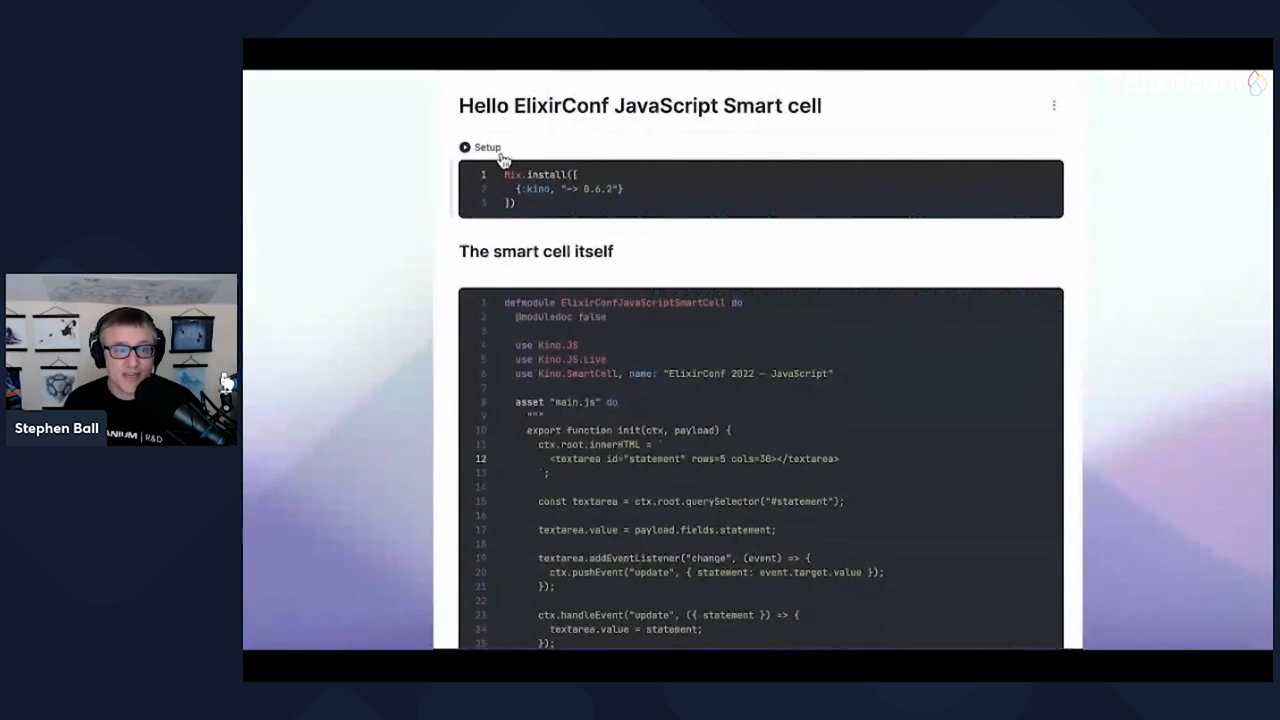 ElixirConf
Hello ElixirConf JavaScript Smart cell
Setup
1 Mix.install([
2 {:kino, "~> 0.6.2"}
3 ])
The smart cell itself
1 defmodule ElixirConfJavaScriptSmartCell do
2 @moduledoc false
3
4 use Kino.JS
5 use Kino.JS.Live
6 use Kino.SmartCell, name: "ElixirConf 2022 – JavaScript"
7
8 asset "main.js" do
9 """
10 export function init(ctx, payload) {
11 ctx.root.innerHTML = `
12 <textarea id="statement" rows=5 cols=30></textarea>
13 `;
14
15 const textarea = ctx.root.querySelector("#statement");
16
17 textarea.value = payload.fields.statement;
18
19 textarea.addEventListener("change", (event) => {
20 ctx.pushEvent("update", { statement: event.target.value });
21 });
22
23 ctx.handleEvent("update", ({ statement }) => {
24 textarea.value = statement;
25 });
Stephen Ball
ANIUM | R&D